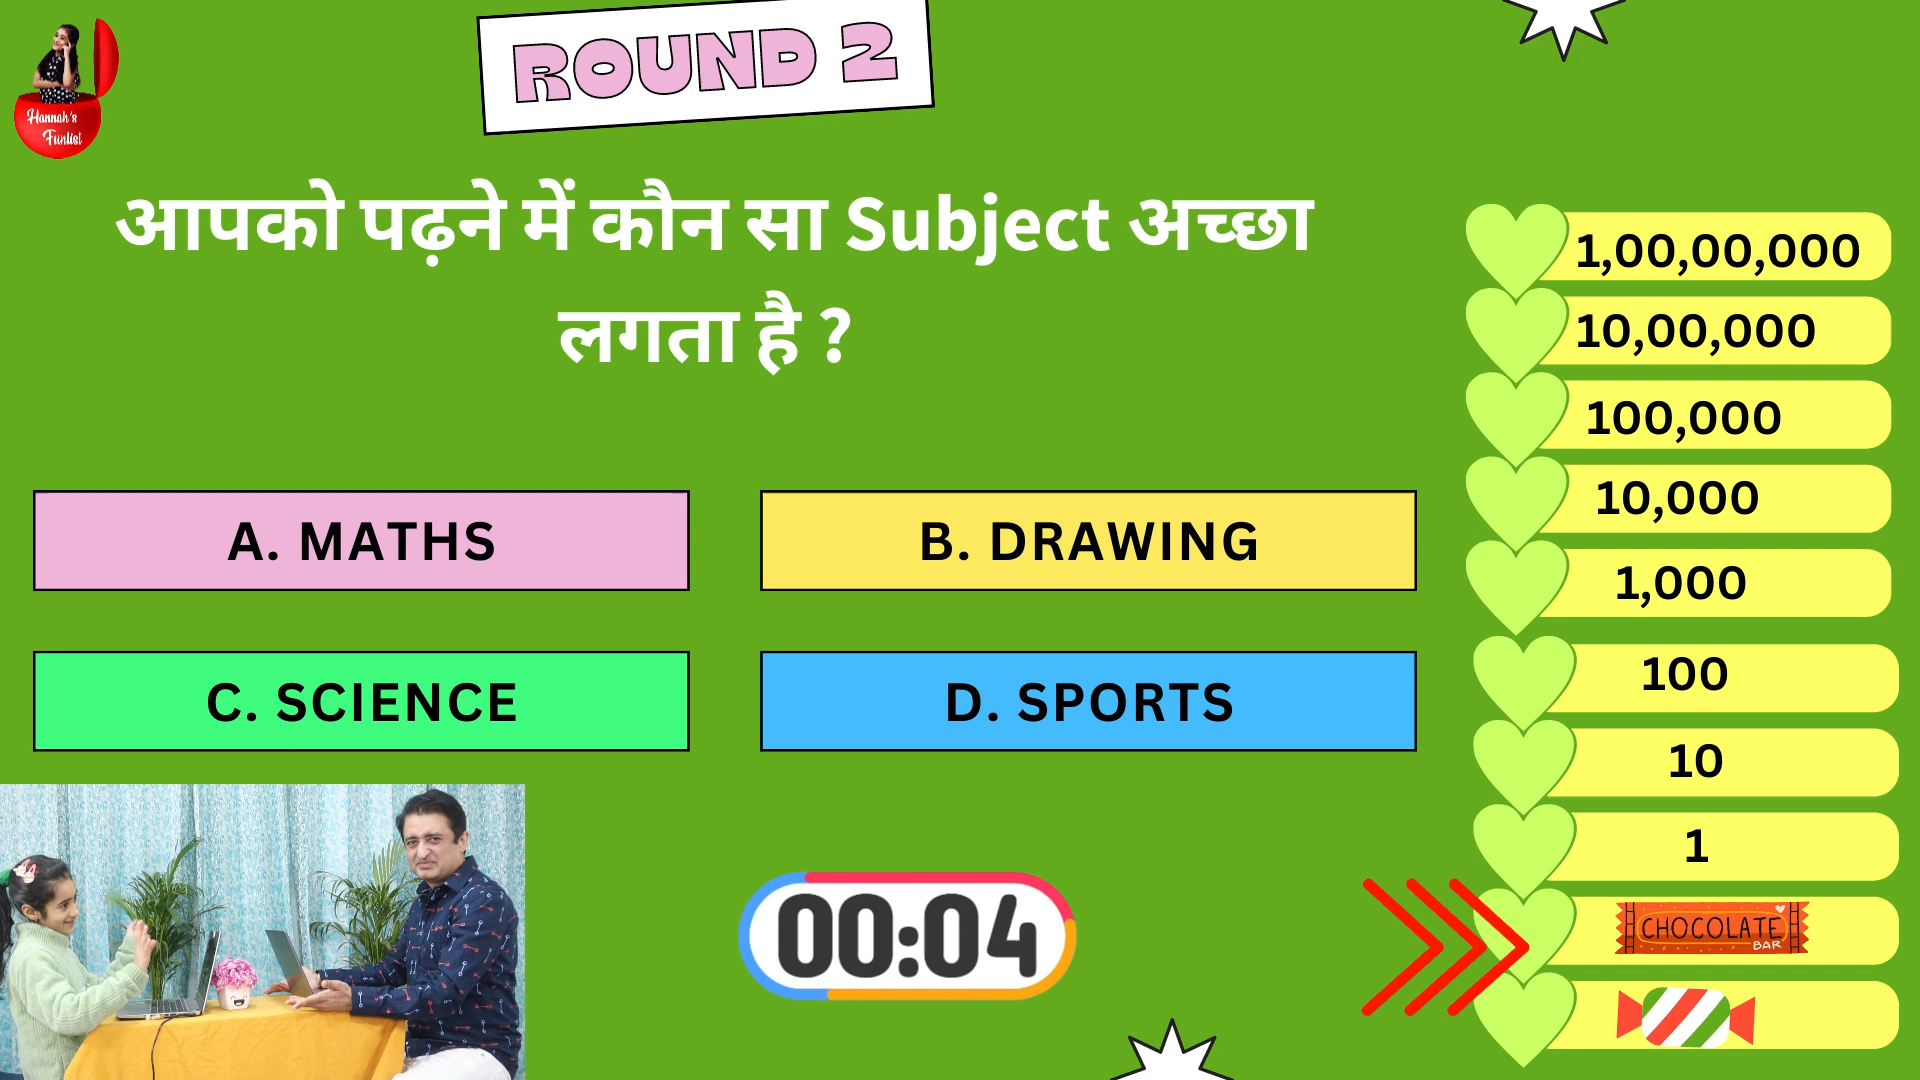 ROUND 2
Hannah's
Funlist
आपको पढ़ने में कौन सा Subject अच्छा
लगता है ?
A. MATHS
B. DRAWING
C. SCIENCE
D. SPORTS
00:04
1,00,00,000
10,00,000
100,000
10,000
1,000
100
10
1
CHOCOLATE
BAR